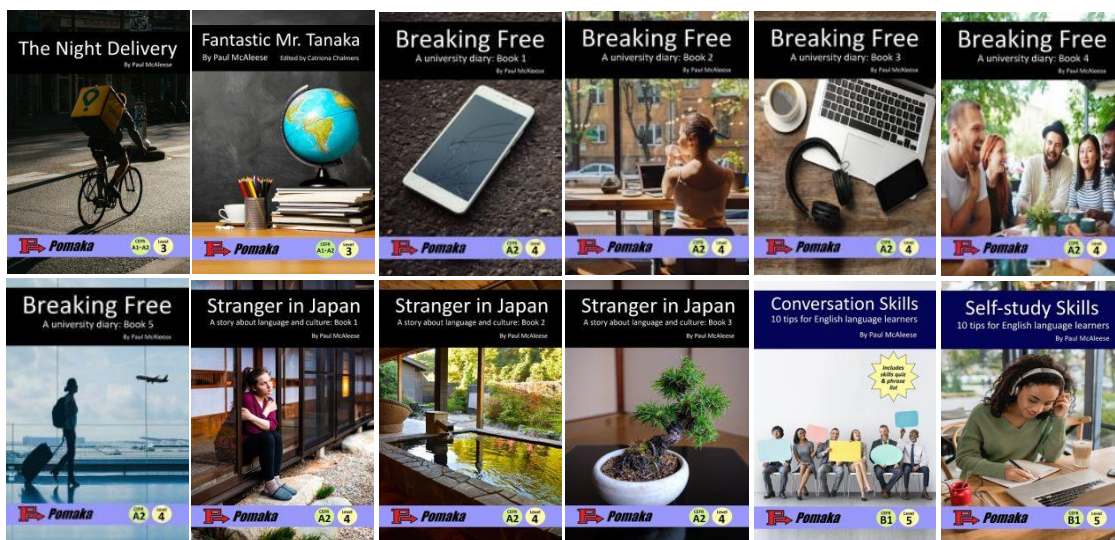 The Night Delivery
By Paul McAleese
Pomaka
CEFR
A1-A2
Level
3
Fantastic Mr. Tanaka
By Paul McAleese Edited by Catriona Chalmers
Pomaka
CEFR
A1-A2
Level
3
Breaking Free
A university diary: Book 1
By Paul McAleese
Pomaka
CEFR
A2
Level
4
Breaking Free
A university diary: Book 2
By Paul McAleese
Pomaka
CEFR
A2
Level
4
Breaking Free
A university diary: Book 3
By Paul McAleese
Pomaka
CEFR
A2
Level
4
Breaking Free
A university diary: Book 4
By Paul McAleese
Pomaka
CEFR
A2
Level
4
Breaking Free
A university diary: Book 5
By Paul McAleese
Pomaka
CEFR
A2
Level
4
Stranger in Japan
A story about language and culture: Book 1
By Paul McAleese
Pomaka
CEFR
A2
Level
4
Stranger in Japan
A story about language and culture: Book 2
By Paul McAleese
Pomaka
CEFR
A2
Level
4
Stranger in Japan
A story about language and culture: Book 3
By Paul McAleese
Pomaka
CEFR
A2
Level
4
Conversation Skills
10 tips for English language learners
By Paul McAleese
Includes
skills quiz
& phrase
list
Pomaka
CEFR
B1
Level
5
Self-study Skills
10 tips for English language learners
By Paul McAleese
Pomaka
CEFR
B1
Level
5